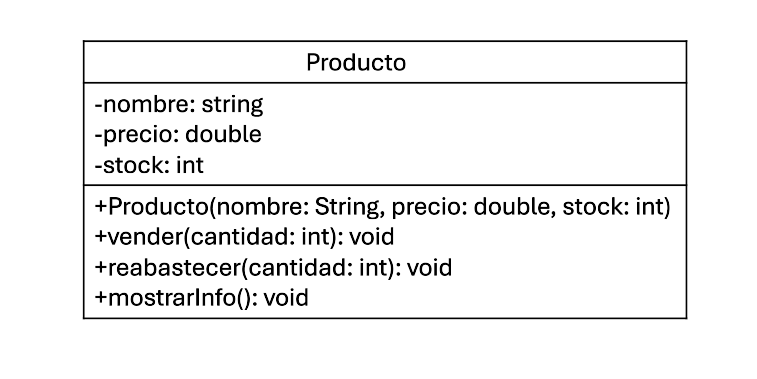 Producto
-nombre: string
-precio: double
-stock: int
+Producto(nombre: String, precio: double, stock: int)
+vender(cantidad: int): void
+reabastecer(cantidad: int): void
+mostrarInfo(): void